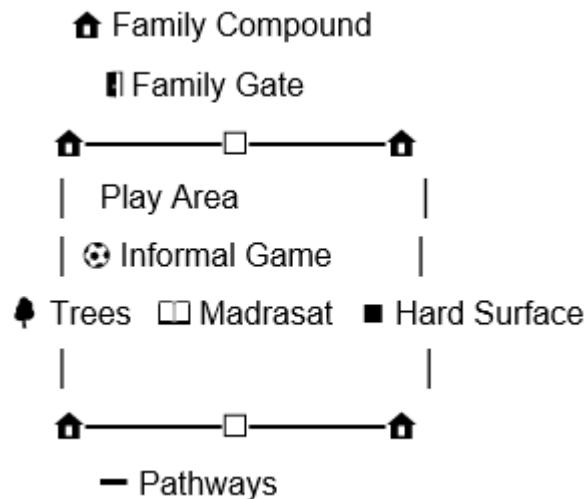 Family Compound
Family Gate
Play Area
Informal Game
Trees Madrasat Hard Surface
Pathways